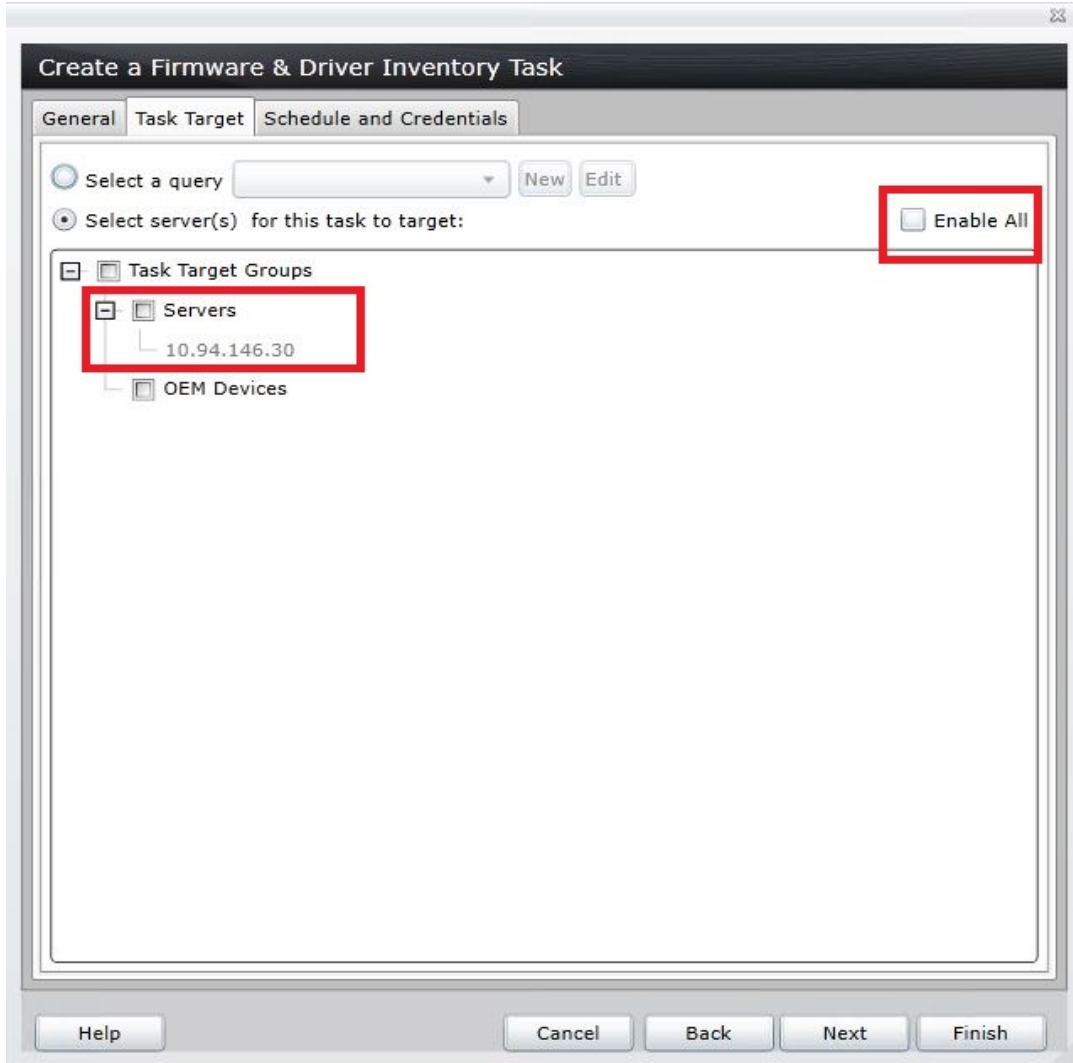 Create a Firmware & Driver Inventory Task
General Task Target Schedule and Credentials
Select a query New Edit
Select server(s) for this task to target: Enable All
Task Target Groups
Servers
10.94.146.30
OEM Devices
Help Cancel Back Next Finish